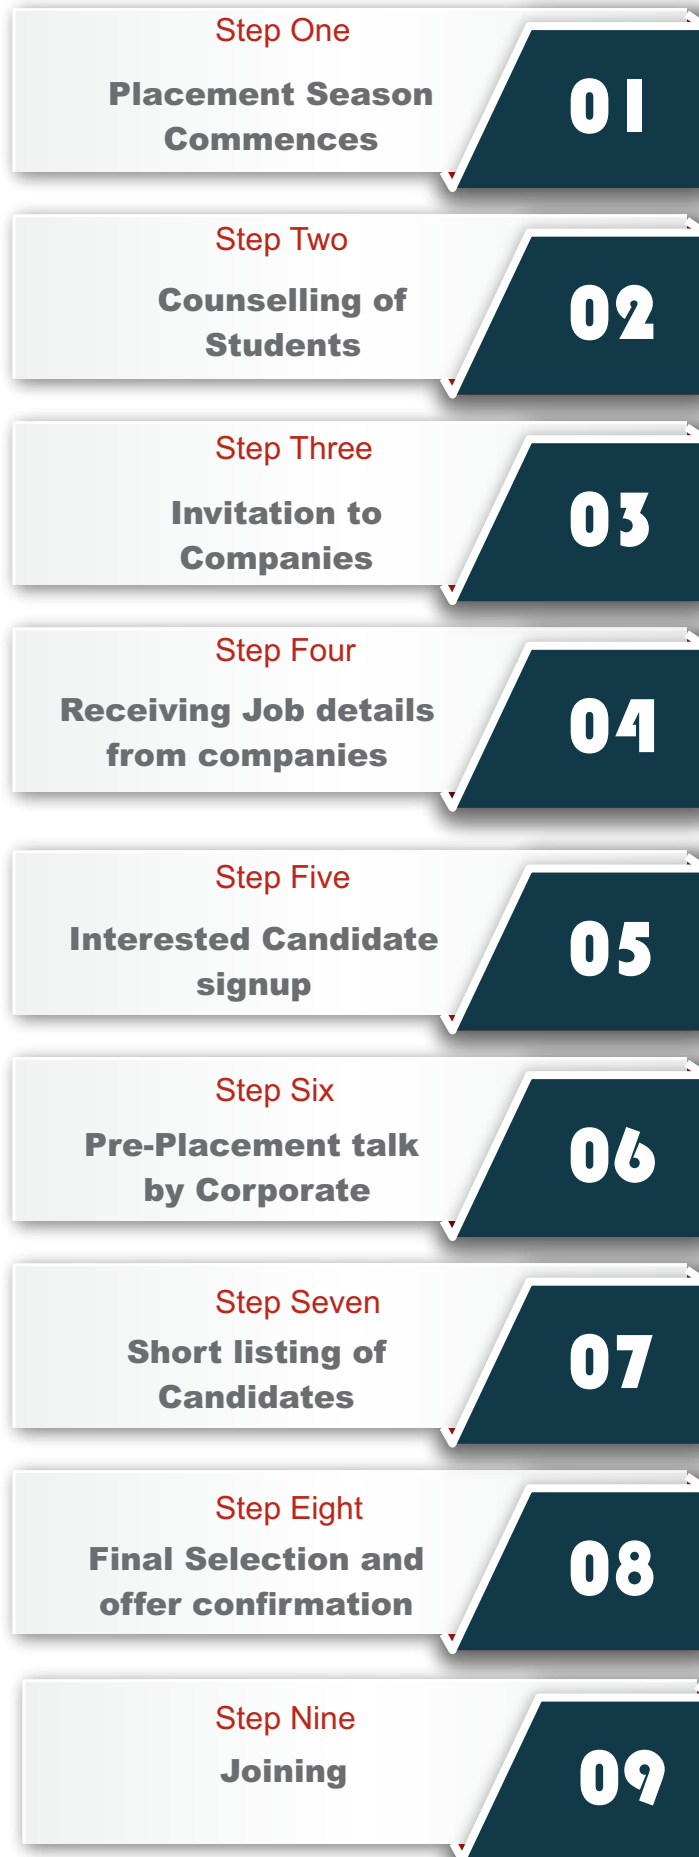 Step One
Placement Season
Commences
01
Step Two
Counselling of
Students
02
Step Three
Invitation to
Companies
03
Step Four
Receiving Job details
from companies
04
Step Five
Interested Candidate
signup
05
Step Six
Pre-Placement talk
by Corporate
06
Step Seven
Short listing of
Candidates
07
Step Eight
Final Selection and
offer confirmation
08
Step Nine
Joining
09